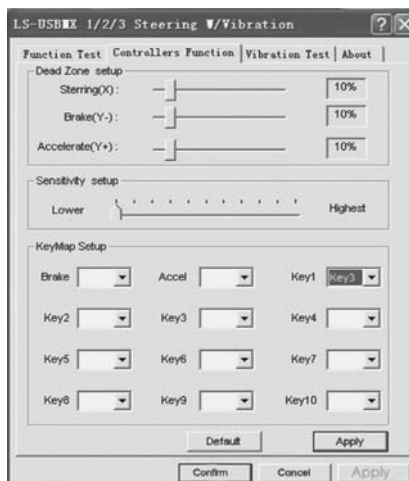 LS-USBMX 1/2/3 Steering W/Vibration
Function Test Controllers Function Vibration Test About
Dead Zone setup
Sterring(X): 10%
Brake(Y-): 10%
Accelerate(Y+): 10%
Sensitivity setup
Lower Highest
KeyMap Setup
Brake Accel Key1 Key3
Key2 Key3 Key4
Key5 Key6 Key7
Key8 Key9 Key10
Default Apply
Confirm Cancel Apply